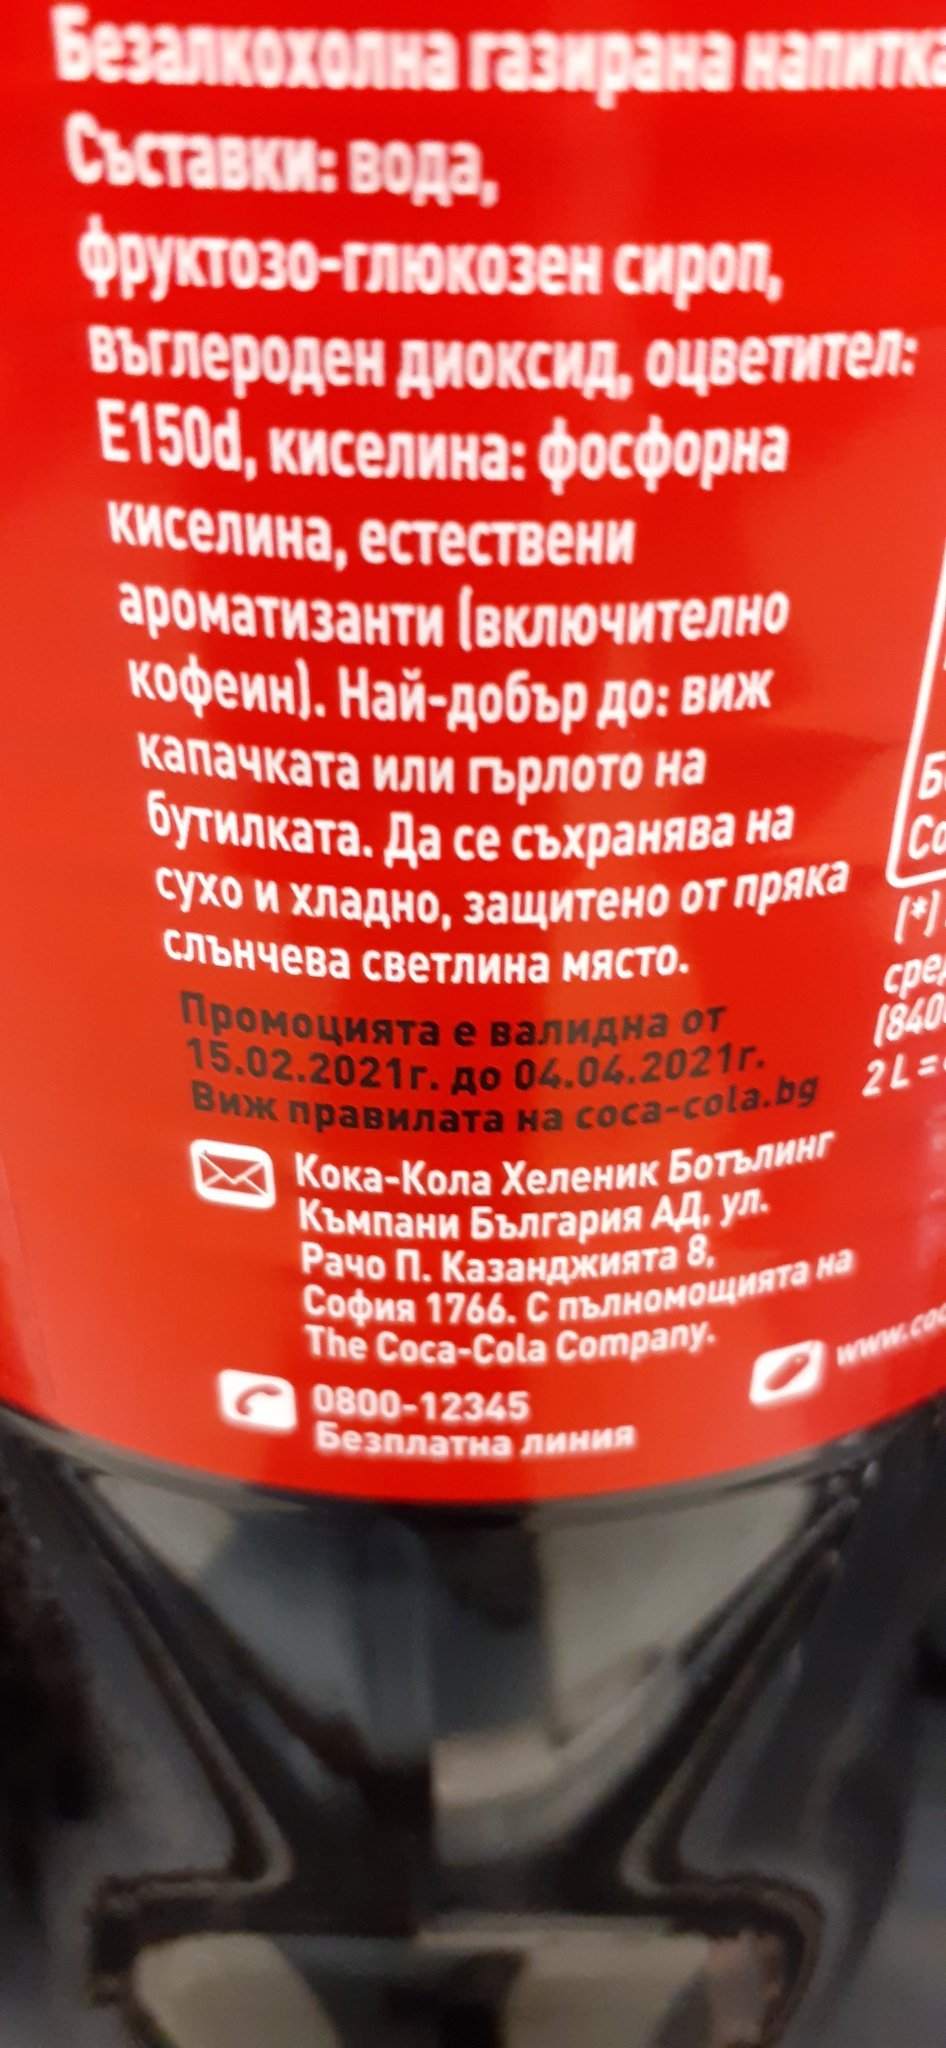 Безалкохолна газирана напитка
Съставки: вода,
фруктозо-глюкозен сироп,
въглероден диоксид, оцветител:
E150d, киселина: фосфорна
киселина, естествени
ароматизанти (включително
кофеин). Най-добър до: виж
капачката или гърлото на
бутилката. Да се съхранява на
сухо и хладно, защитено от пряка
слънчева светлина място.
Промоцията е валидна от
15.02.2021г. до 04.04.2021г.
Виж правилата на coca-cola.bg
Кока-Кола Хеленик Ботълинг
Къмпани България АД, ул.
Рачо П. Казанджията 8,
София 1766. С пълномощията на
The Coca-Cola Company.
0800-12345
Безплатна линия
(*)
2 L =